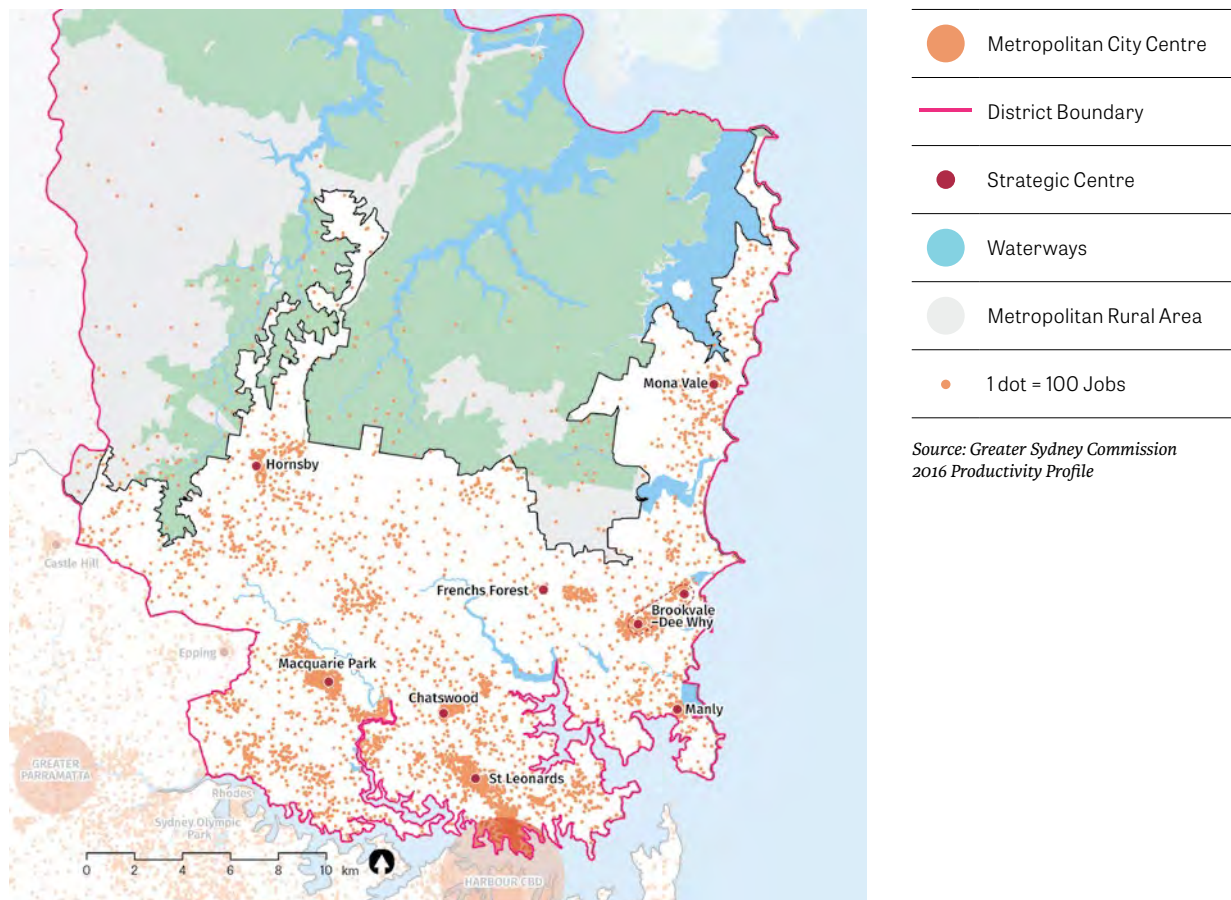 Mona Vale
Hornsby
Castle Hill
Frenchs Forest
Brookvale
–Dee Why
Epping
Macquarie Park
Chatswood
Manly
GREATER
PARRAMATTA
St Leonards
Rhodes
Sydney Olympic
Park
0 2 4 6 8 10 km
HARBOUR CBD
Metropolitan City Centre
District Boundary
Strategic Centre
Waterways
Metropolitan Rural Area
1 dot = 100 Jobs
Source: Greater Sydney Commission
2016 Productivity Profile